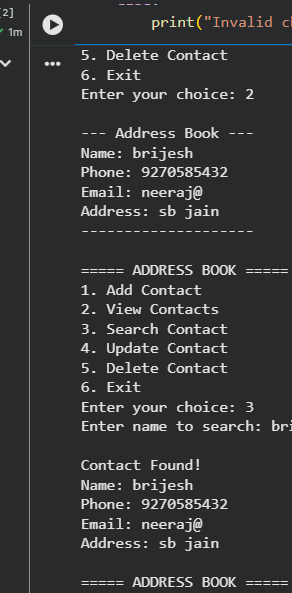 [2]
1m
print("Invalid
5. Delete Contact
6. Exit
Enter your choice: 2
--- Address Book ---
Name: brijesh
Phone: 9270585432
Email: neeraj@
Address: sb jain
--------------------
===== ADDRESS BOOK =====
1. Add Contact
2. View Contacts
3. Search Contact
4. Update Contact
5. Delete Contact
6. Exit
Enter your choice: 3
Enter name to search: bri
Contact Found!
Name: brijesh
Phone: 9270585432
Email: neeraj@
Address: sb jain
===== ADDRESS BOOK =====